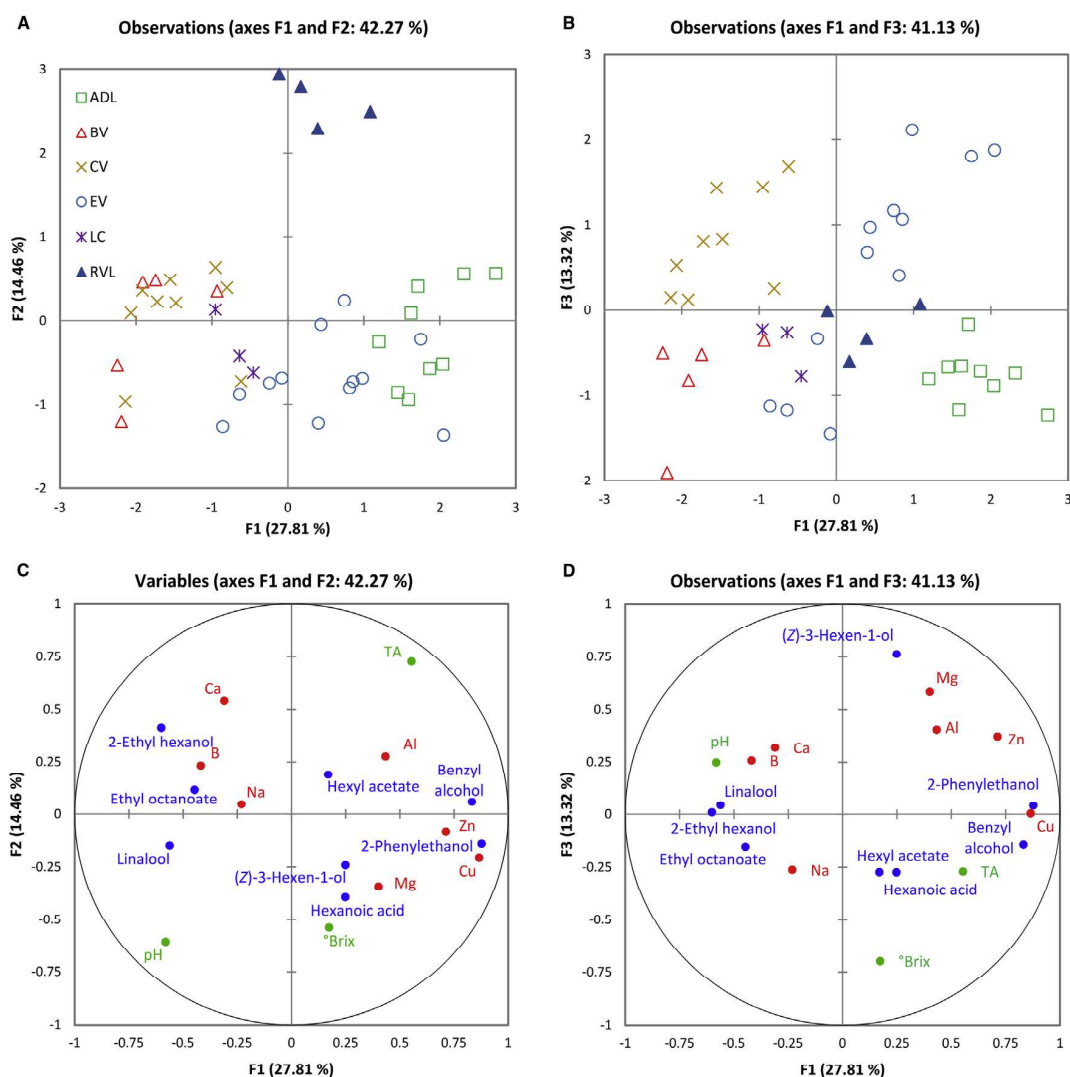 A
Observations (axes F1 and F2: 42.27 %)
3
2
1
0
-1
-2
-3
-2
-1
0
1
2
3
F2 (14.46 %)
F1 (27.81 %)
ADL
BV
CV
EV
LC
RVL
B
Observations (axes F1 and F3: 41.13 %)
3
2
1
0
-1
2
-3
-2
-1
0
1
2
3
F3 (13.32 %)
F1 (27.81 %)
C
Variables (axes F1 and F2: 42.27 %)
1
0.75
0.5
0.25
0
-0.25
-0.5
-0.75
-1
-1
-0.75
-0.5
-0.25
0
0.25
0.5
0.75
1
F2 (14.46 %)
F1 (27.81 %)
TA
Ca
2-Ethyl hexanol
B
Al
Ethyl octanoate
Na
Hexyl acetate
Benzyl
alcohol
Zn
Linalool
2-Phenylethanol
(Z)-3-Hexen-1-ol
Cu
Mg
Hexanoic acid
°Brix
pH
D
Observations (axes F1 and F3: 41.13 %)
1
0.75
0.5
0.25
0
-0.25
-0.5
-0.75
-1
-1
-0.75
-0.5
-0.25
0
0.25
0.5
0.75
1
F3 (13.32 %)
F1 (27.81 %)
(Z)-3-Hexen-1-ol
Mg
Al
Zn
pH
Ca
B
Linalool
2-Phenylethanol
2-Ethyl hexanol
Cu
Benzyl
alcohol
Ethyl octanoate
Hexyl acetate
Na
TA
Hexanoic acid
°Brix